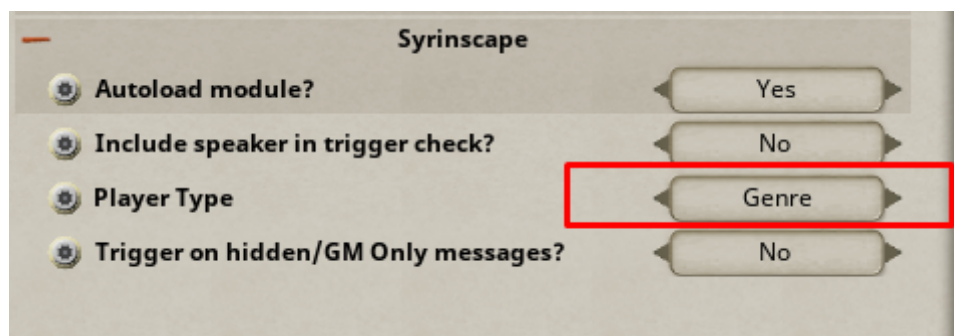 Syrinscape
Autoload module? Yes
Include speaker in trigger check? No
Player Type Genre
Trigger on hidden/GM Only messages? No